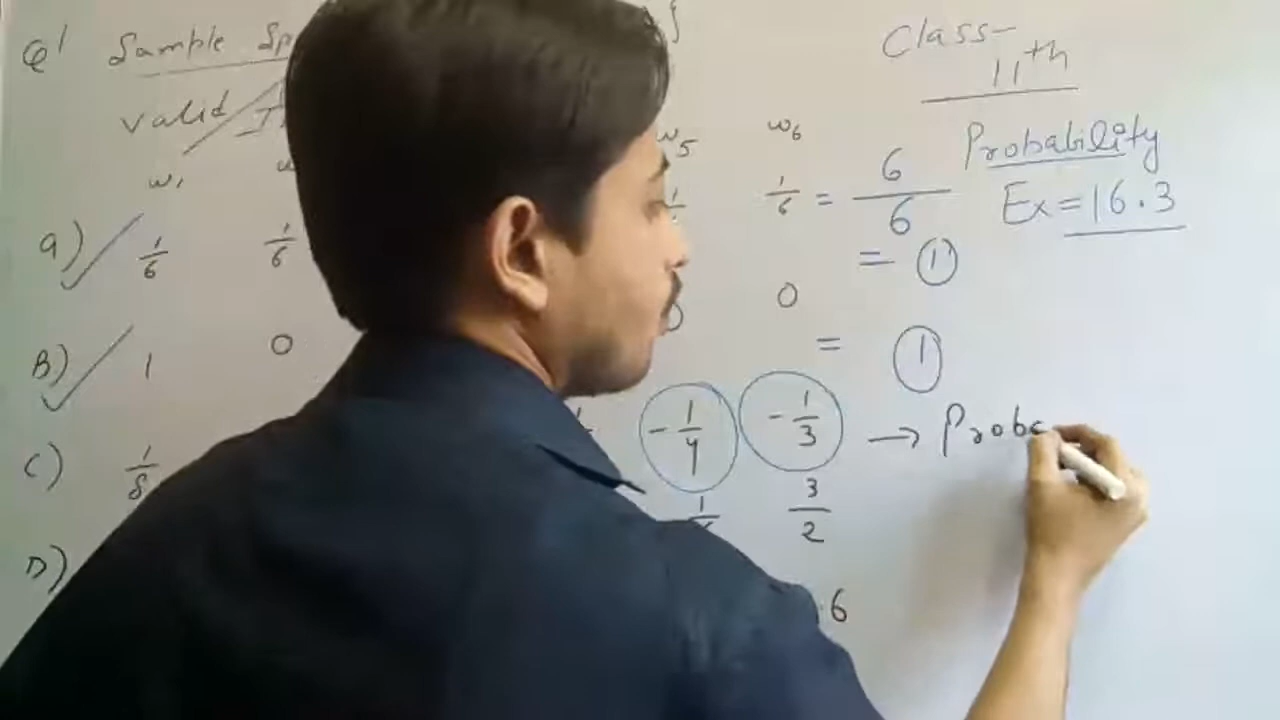 Q1 Sample Sp }
valid
Class-
11th
Probability
Ex = 16.3
w1 w5 w6
a) 1/6 1/6 1/6 = 6/6
= 1
B) 1 0 0
= 1
C) 1/8 -1/4 -1/3 → Proba
D) 3/2
.6